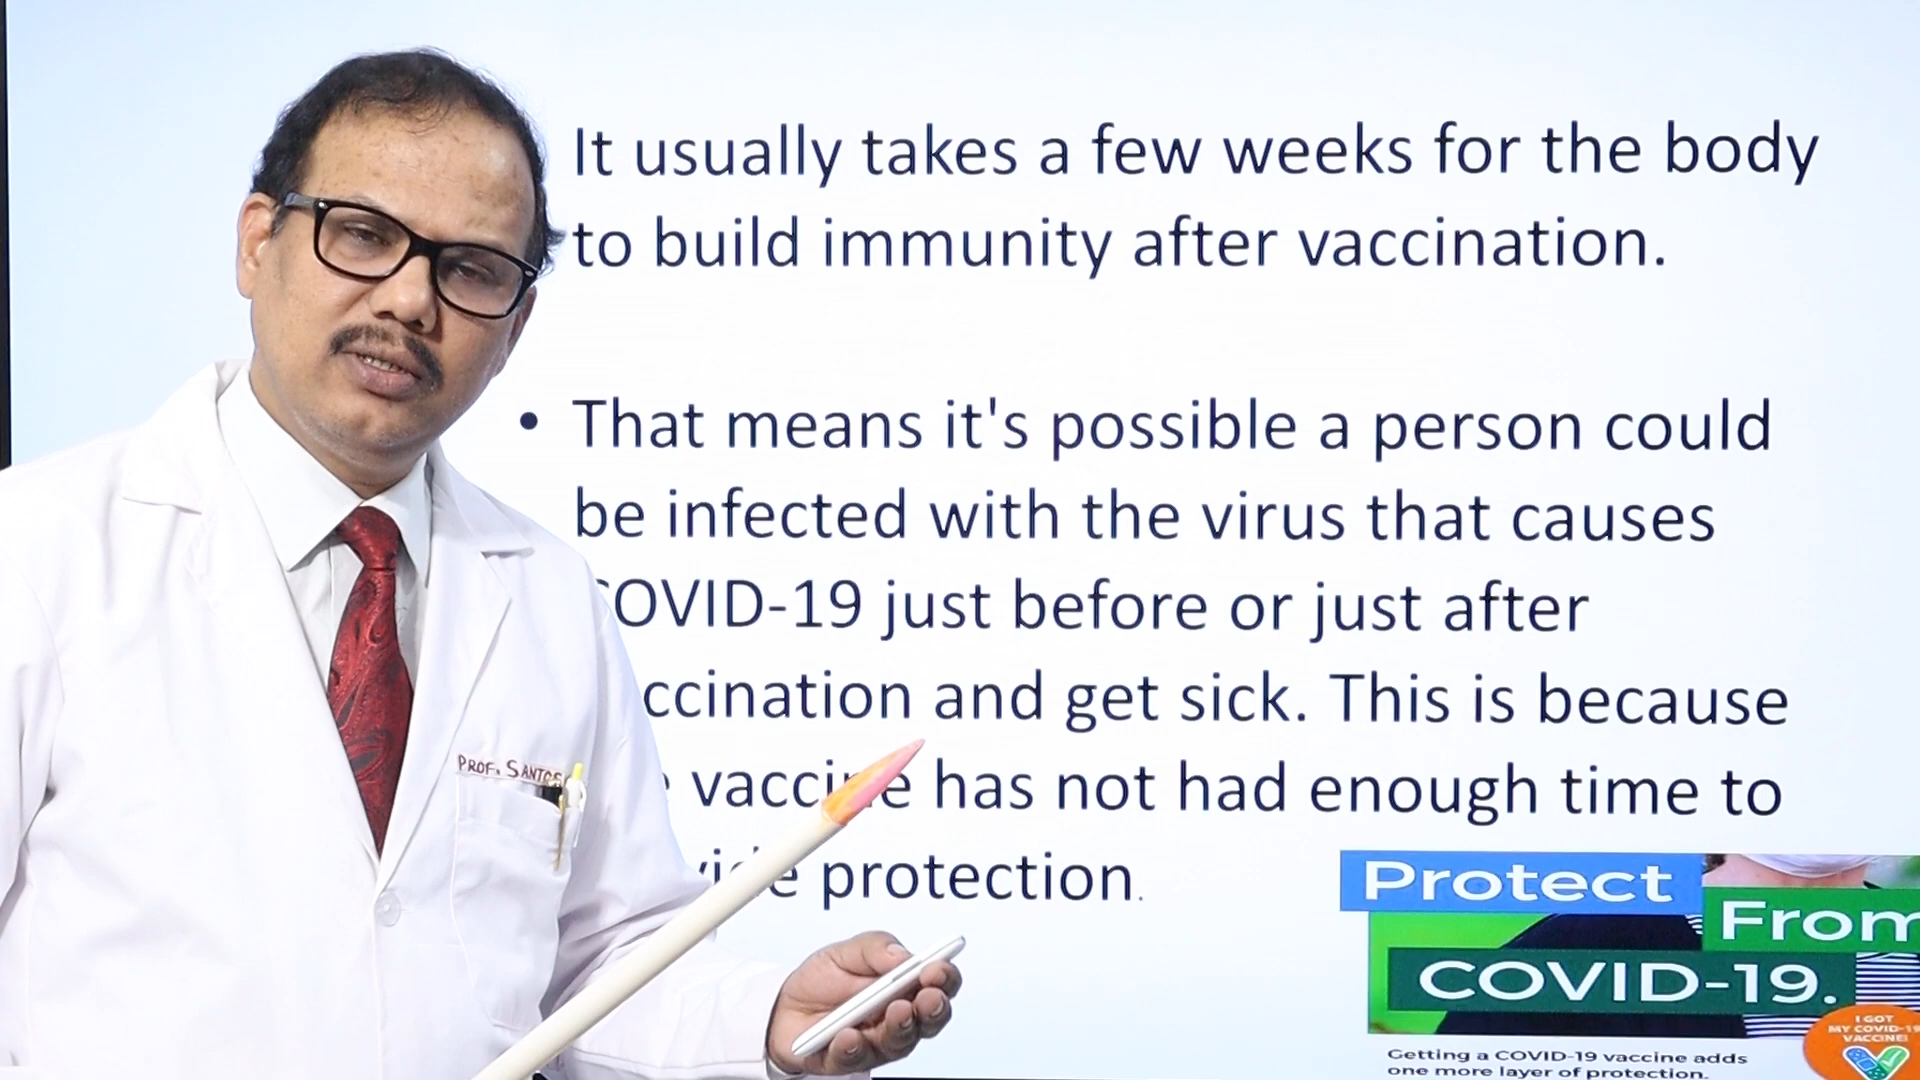 It usually takes a few weeks for the body
to build immunity after vaccination.
• That means it's possible a person could
be infected with the virus that causes
COVID-19 just before or just after
ccination and get sick. This is because
vaccine has not had enough time to
protection.
PROF. SANTOS
Protect
From
COVID-19.
I GOT
MY COVID-19
VACCINE!
Getting a COVID-19 vaccine adds
one more layer of protection.